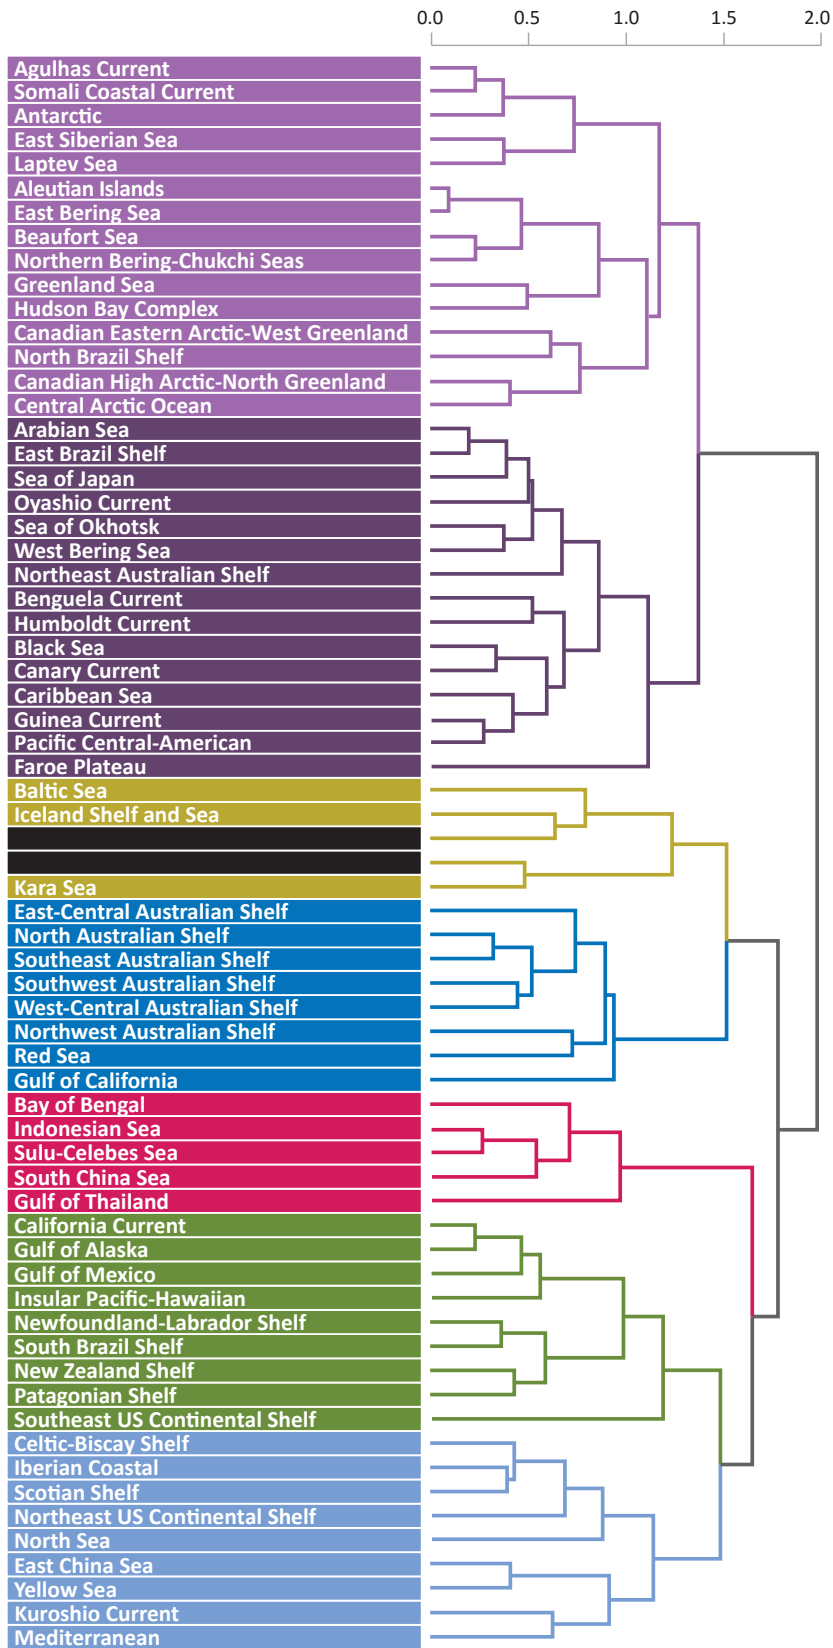 0.0 0.5 1.0 1.5 2.0
Agulhas Current
Somali Coastal Current
Antarctic
East Siberian Sea
Laptev Sea
Aleutian Islands
East Bering Sea
Beaufort Sea
Northern Bering-Chukchi Seas
Greenland Sea
Hudson Bay Complex
Canadian Eastern Arctic-West Greenland
North Brazil Shelf
Canadian High Arctic-North Greenland
Central Arctic Ocean
Arabian Sea
East Brazil Shelf
Sea of Japan
Oyashio Current
Sea of Okhotsk
West Bering Sea
Northeast Australian Shelf
Benguela Current
Humboldt Current
Black Sea
Canary Current
Caribbean Sea
Guinea Current
Pacific Central-American
Faroe Plateau
Baltic Sea
Iceland Shelf and Sea
Kara Sea
East-Central Australian Shelf
North Australian Shelf
Southeast Australian Shelf
Southwest Australian Shelf
West-Central Australian Shelf
Northwest Australian Shelf
Red Sea
Gulf of California
Bay of Bengal
Indonesian Sea
Sulu-Celebes Sea
South China Sea
Gulf of Thailand
California Current
Gulf of Alaska
Gulf of Mexico
Insular Pacific-Hawaiian
Newfoundland-Labrador Shelf
South Brazil Shelf
New Zealand Shelf
Patagonian Shelf
Southeast US Continental Shelf
Celtic-Biscay Shelf
Iberian Coastal
Scotian Shelf
Northeast US Continental Shelf
North Sea
East China Sea
Yellow Sea
Kuroshio Current
Mediterranean